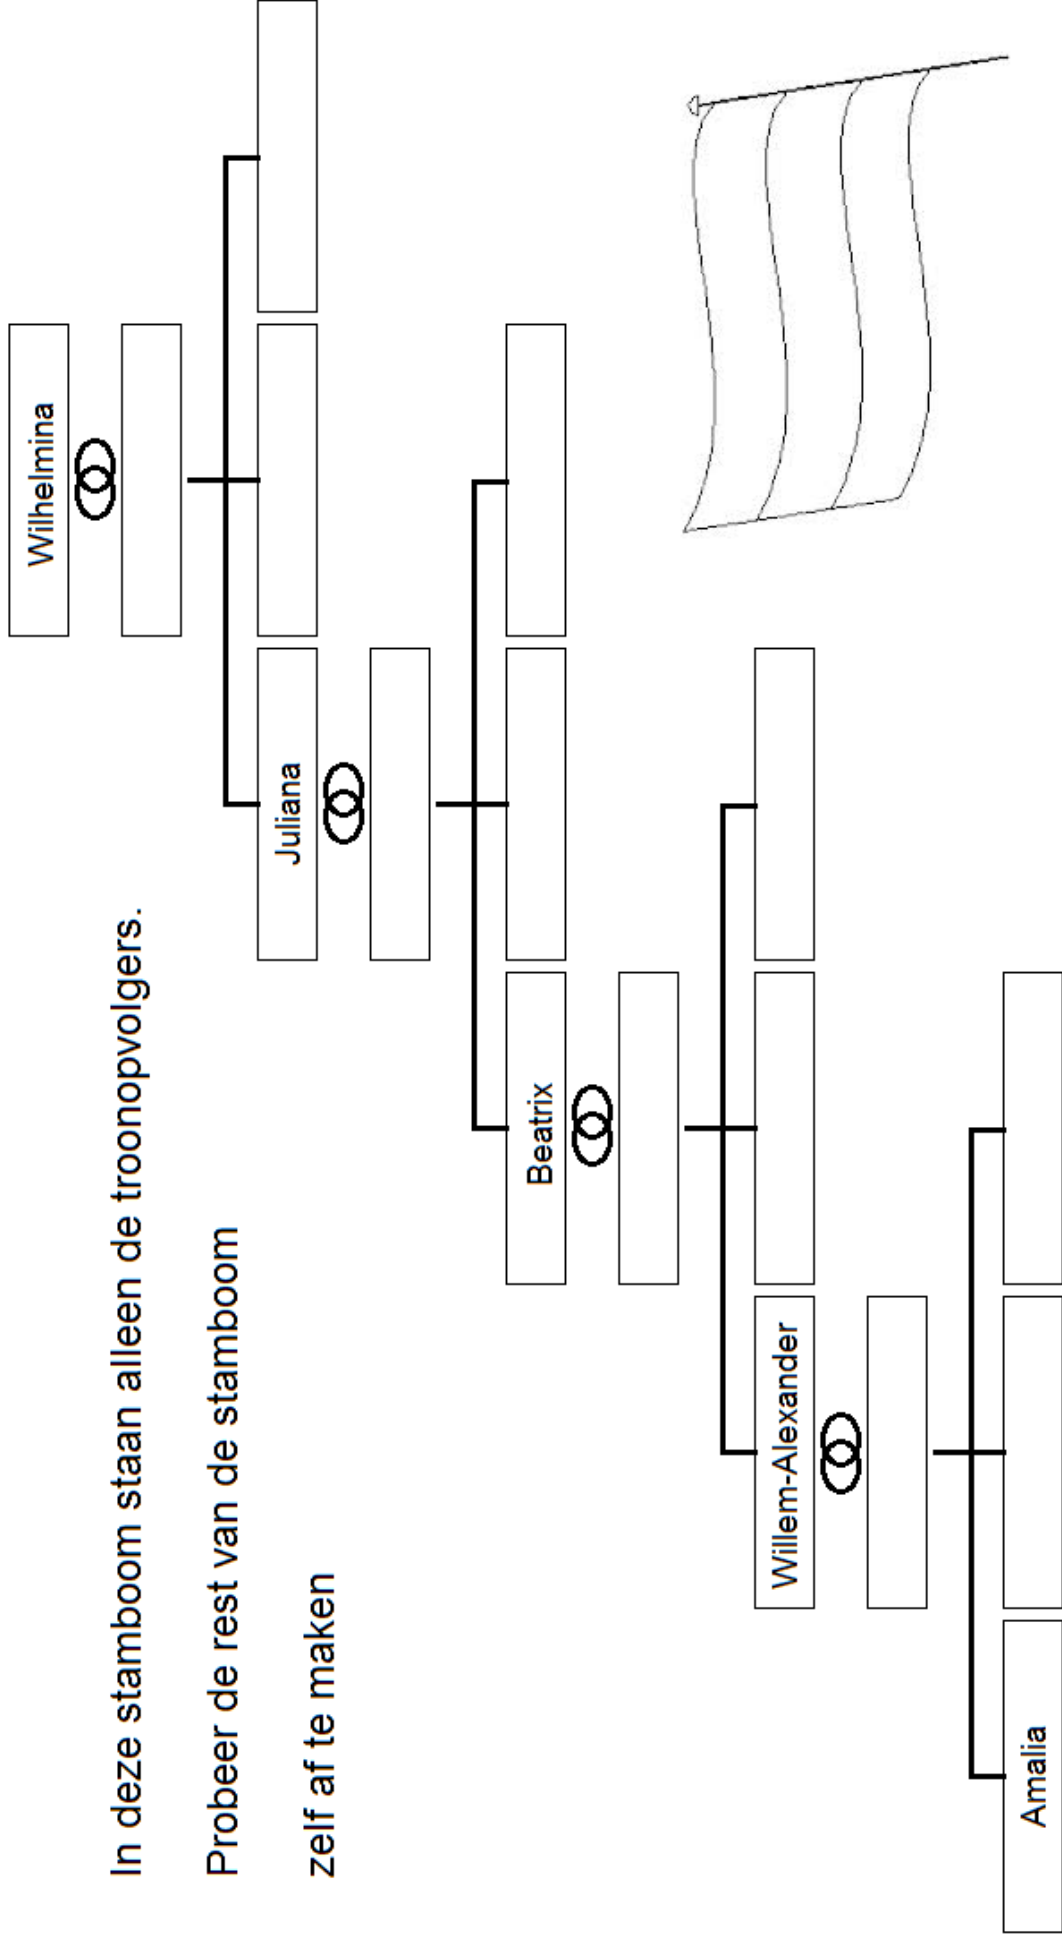 In deze stamboom staan alleen de troonopvolgers.
Probeer de rest van de stamboom
zelf af te maken
Wilhelmina
Juliana
Beatrix
Willem-Alexander
Amalia